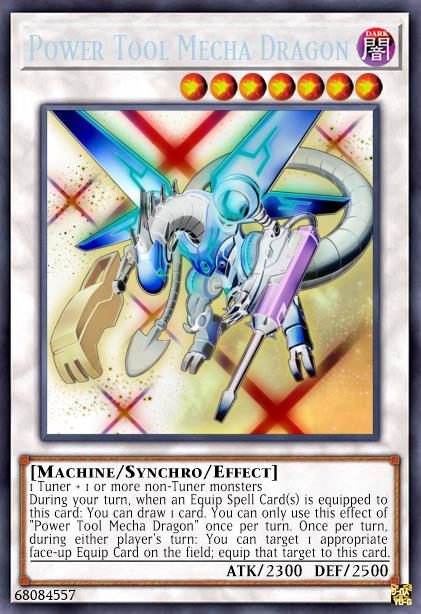 Power Tool Mecha Dragon
DARK
闇
[Machine/Synchro/Effect]
1 Tuner + 1 or more non-Tuner monsters
During your turn, when an Equip Spell Card(s) is equipped to
this card: You can draw 1 card. You can only use this effect of
"Power Tool Mecha Dragon" once per turn. Once per turn,
during either player's turn: You can target 1 appropriate
face-up Equip Card on the field; equip that target to this card.
ATK/2300 DEF/2500
68084557